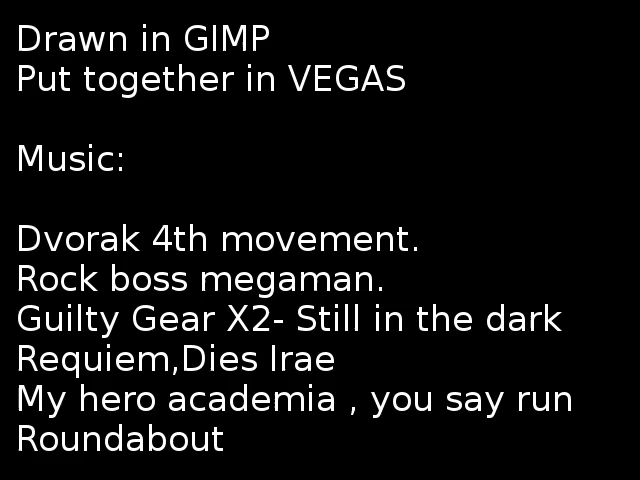 Drawn in GIMP
Put together in VEGAS
Music:
Dvorak 4th movement.
Rock boss megaman.
Guilty Gear X2- Still in the dark
Requiem,Dies Irae
My hero academia , you say run
Roundabout